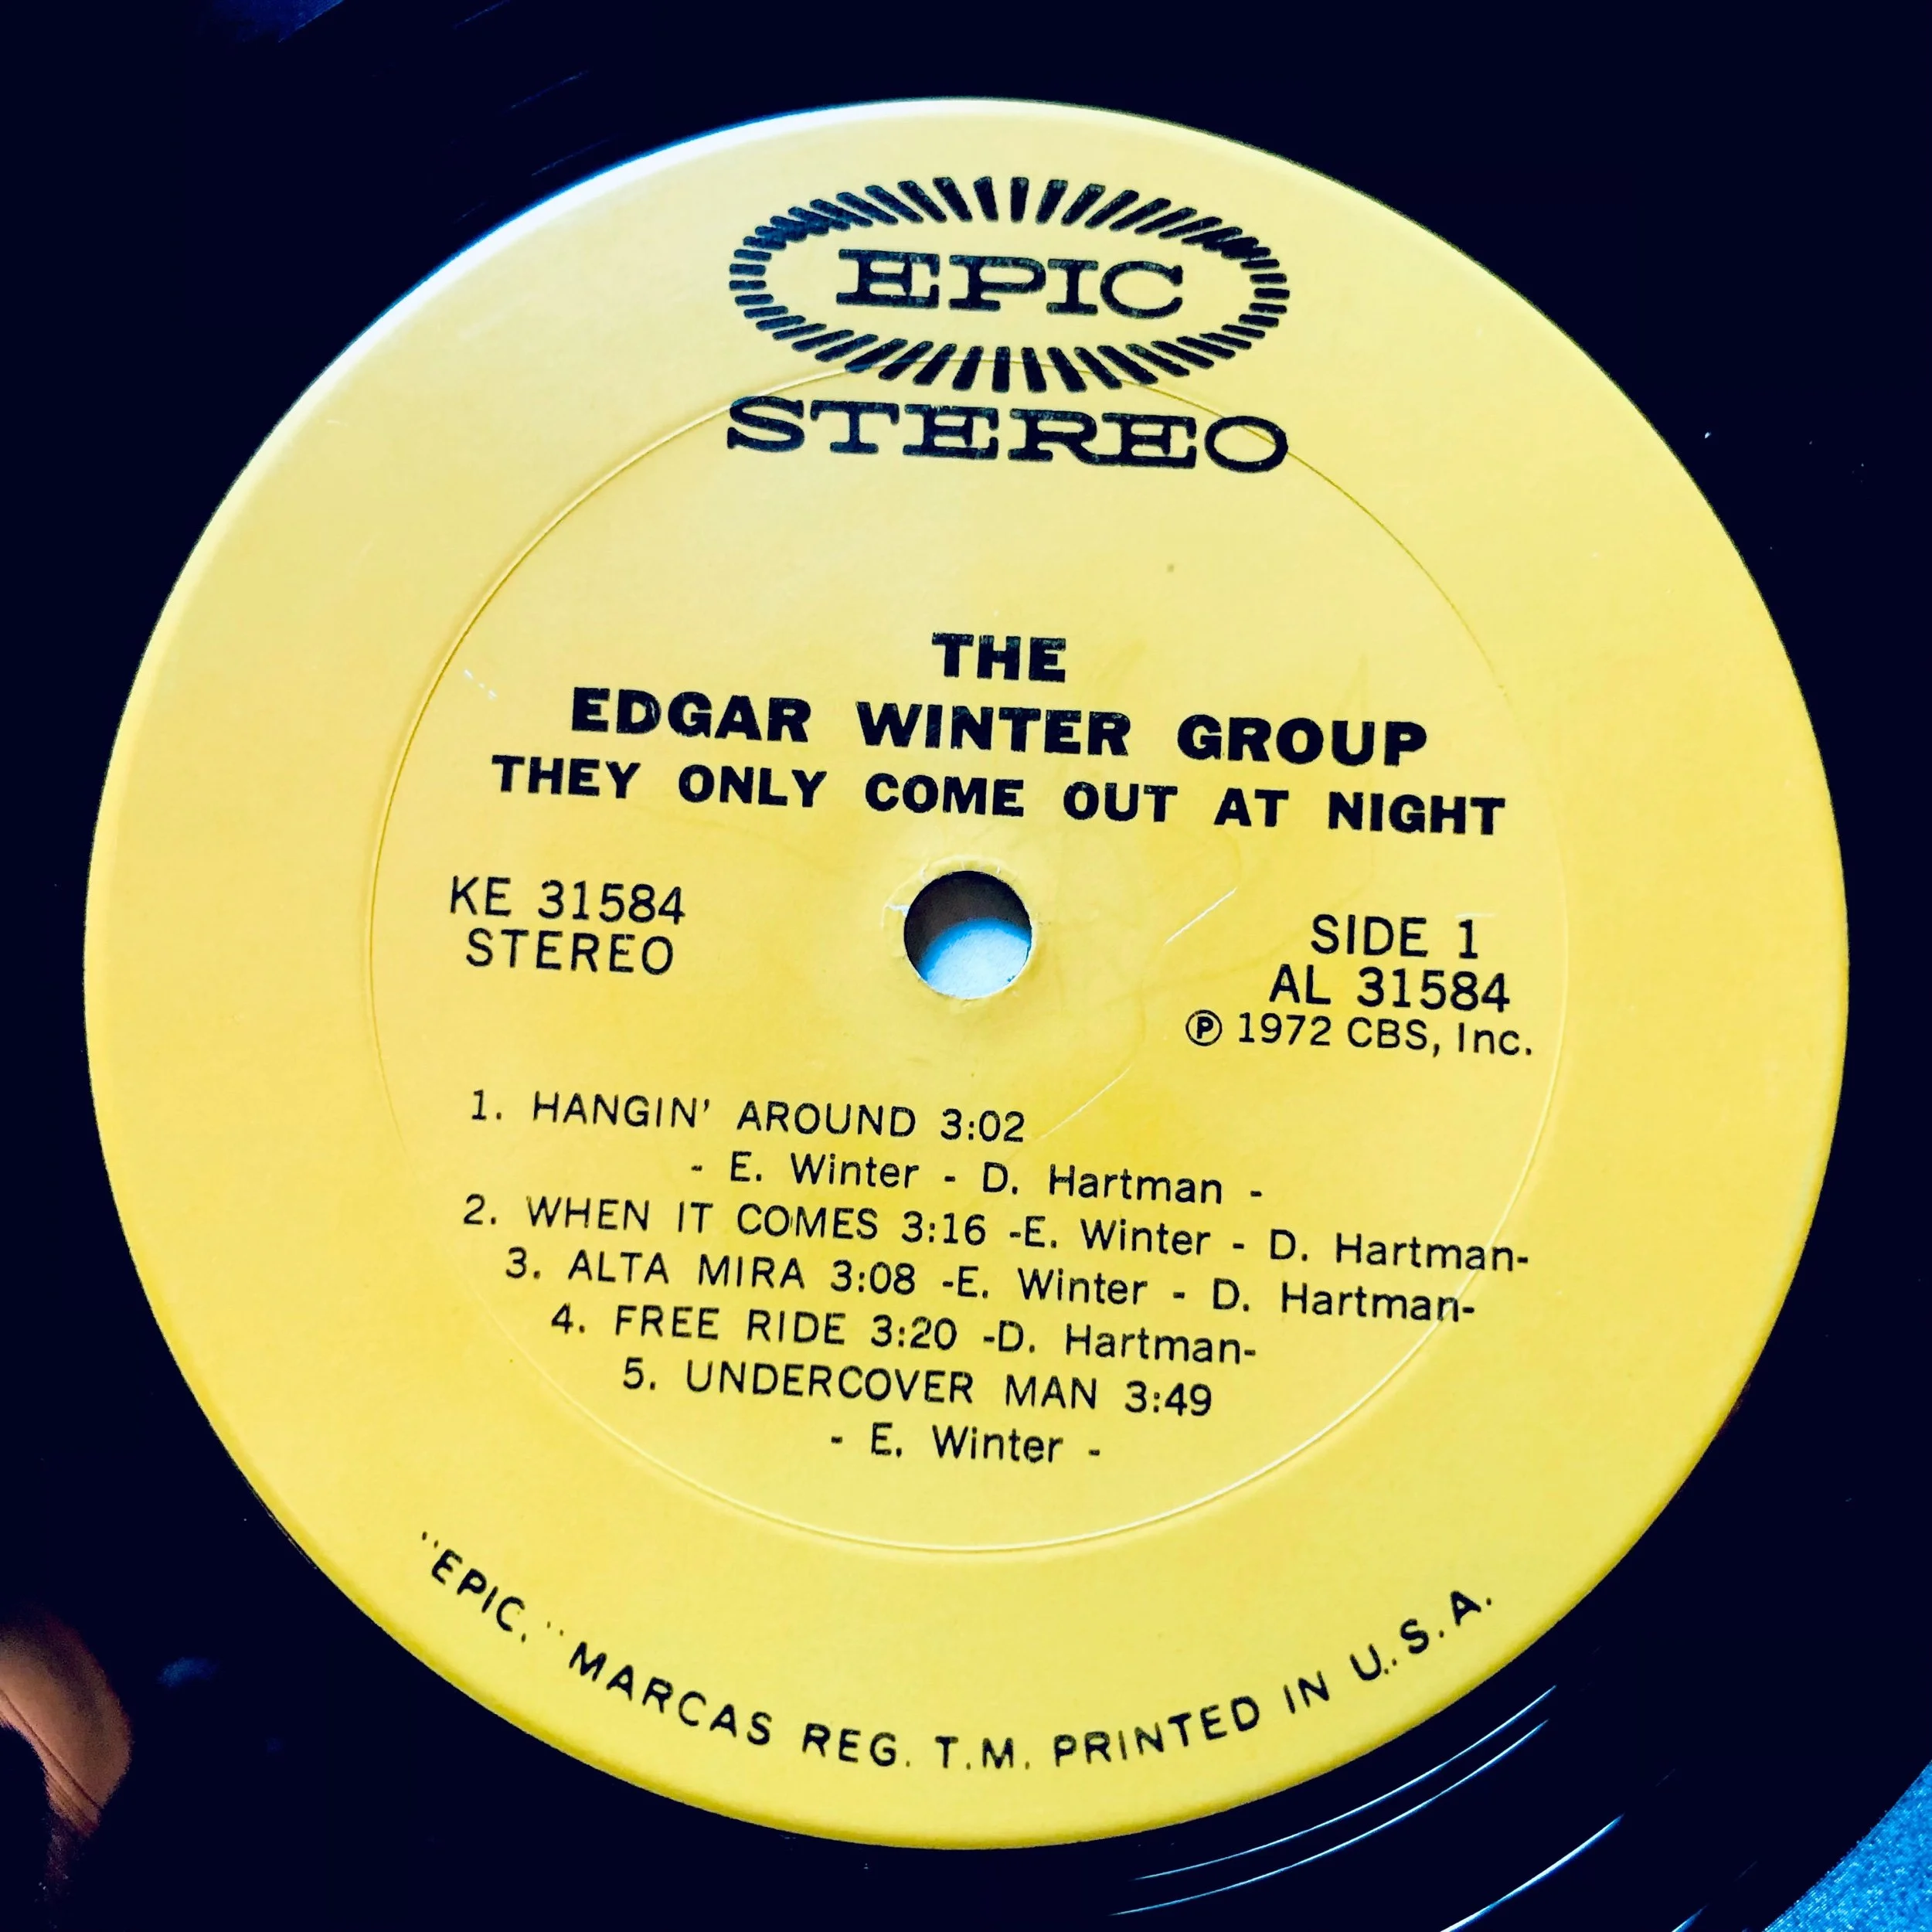 EPIC
STEREO
THE
EDGAR WINTER GROUP
THEY ONLY COME OUT AT NIGHT
KE 31584
STEREO
SIDE 1
AL 31584
Ⓟ 1972 CBS, Inc.
1. HANGIN' AROUND 3:02
- E. Winter - D. Hartman -
2. WHEN IT COMES 3:16 -E. Winter - D. Hartman-
3. ALTA MIRA 3:08 -E. Winter - D. Hartman-
4. FREE RIDE 3:20 -D. Hartman-
5. UNDERCOVER MAN 3:49
- E. Winter -
"EPIC." MARCAS REG. T.M. PRINTED IN U.S.A.